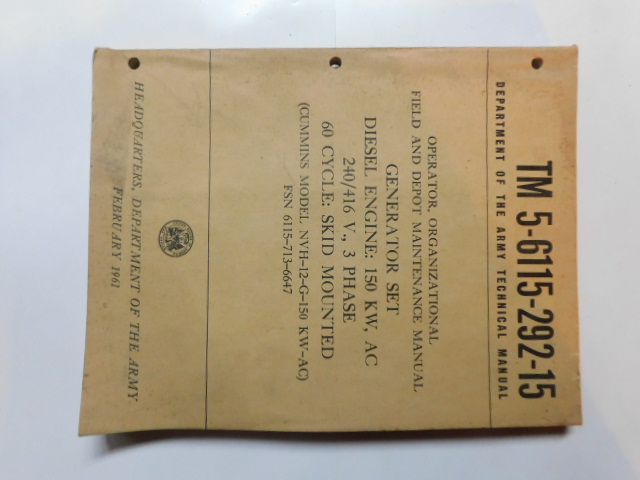 TM 5-6115-292-15
DEPARTMENT OF THE ARMY TECHNICAL MANUAL
OPERATOR, ORGANIZATIONAL
FIELD AND DEPOT MAINTENANCE MANUAL
GENERATOR SET
DIESEL ENGINE: 150 KW, AC
240/416 V., 3 PHASE
60 CYCLE: SKID MOUNTED
(CUMMINS MODEL NVH-12-G-150 KW-AC)
FSN 6115-713-6647
HEADQUARTERS, DEPARTMENT OF THE ARMY
FEBRUARY 1961